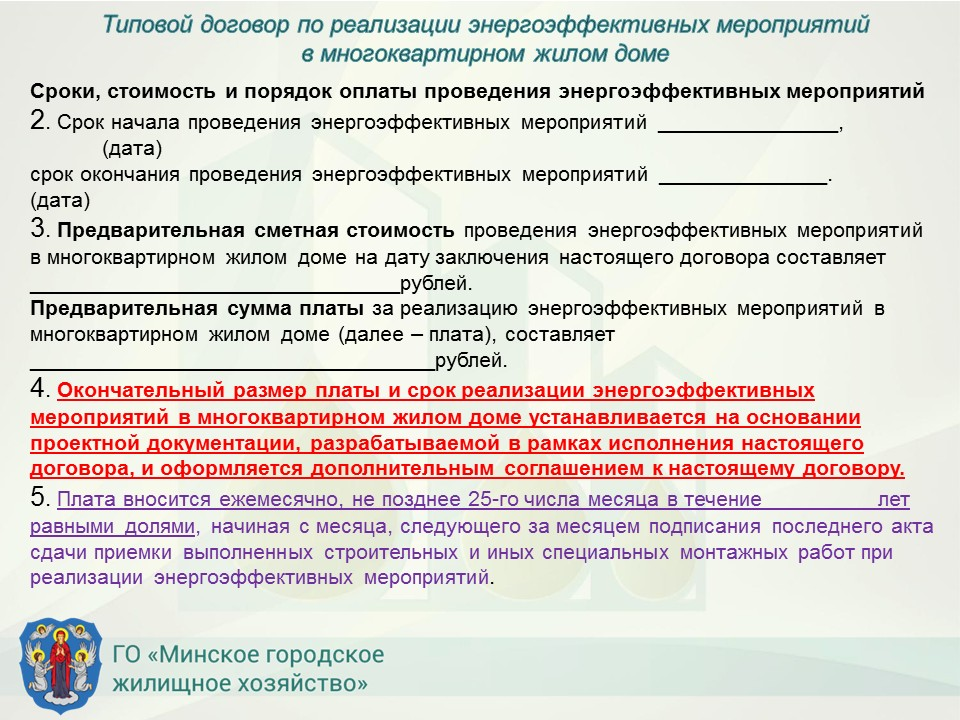 Типовой договор по реализации энергоэффективных мероприятий
в многоквартирном жилом доме
Сроки, стоимость и порядок оплаты проведения энергоэффективных мероприятий
2. Срок начала проведения энергоэффективных мероприятий ________________,
(дата)
срок окончания проведения энергоэффективных мероприятий _______________.
(дата)
3. Предварительная сметная стоимость проведения энергоэффективных мероприятий
в многоквартирном жилом доме на дату заключения настоящего договора составляет
_________________________________рублей.
Предварительная сумма платы за реализацию энергоэффективных мероприятий в
многоквартирном жилом доме (далее – плата), составляет
____________________________________рублей.
4. Окончательный размер платы и срок реализации энергоэффективных
мероприятий в многоквартирном жилом доме устанавливается на основании
проектной документации, разрабатываемой в рамках исполнения настоящего
договора, и оформляется дополнительным соглашением к настоящему договору.
5. Плата вносится ежемесячно, не позднее 25-го числа месяца в течение__________ лет
равными долями, начиная с месяца, следующего за месяцем подписания последнего акта
сдачи приемки выполненных строительных и иных специальных монтажных работ при
реализации энергоэффективных мероприятий.
ГО «Минское городское
жилищное хозяйство»